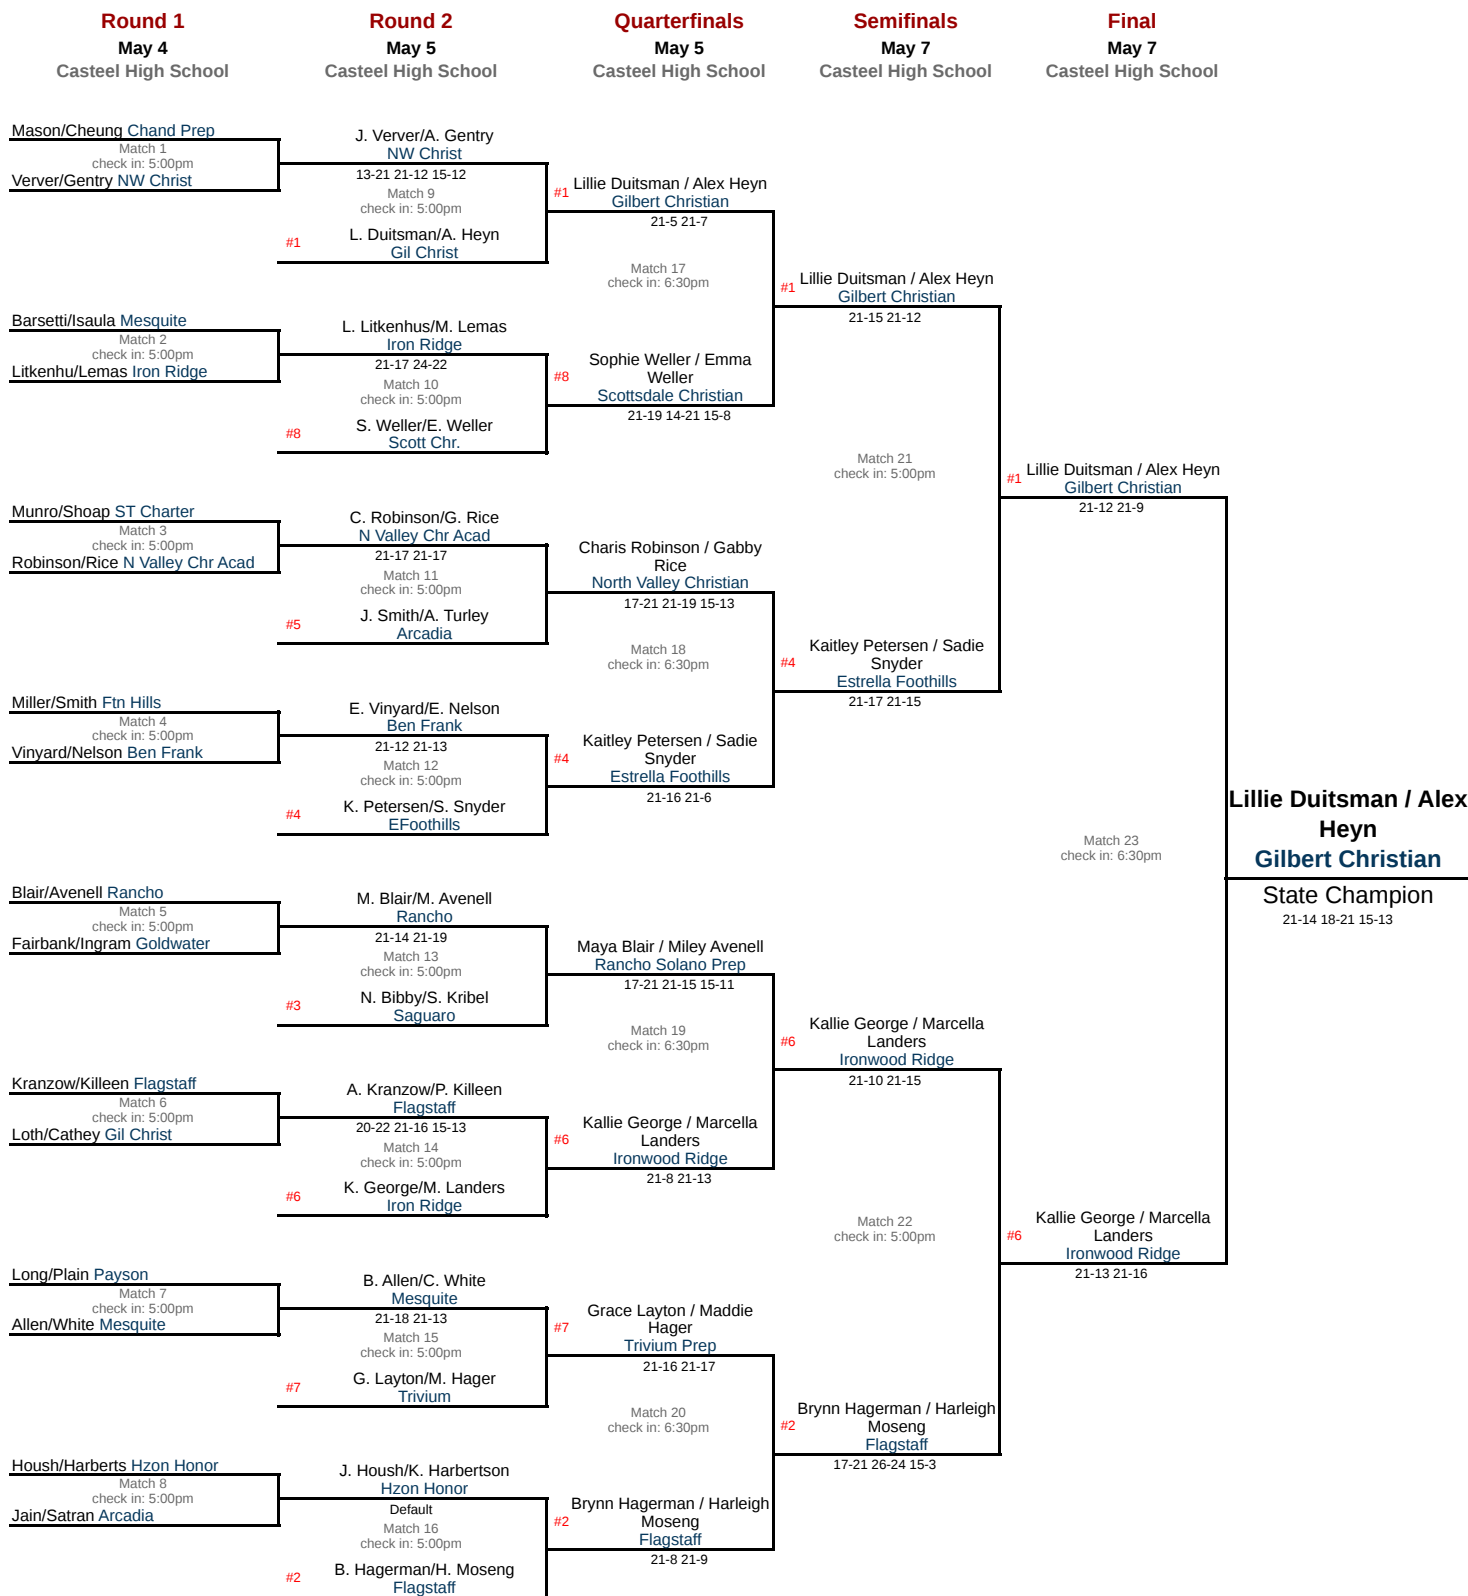 Round 1
May 4
Casteel High School
Round 2
May 5
Casteel High School
Quarterfinals
May 5
Casteel High School
Semifinals
May 7
Casteel High School
Final
May 7
Casteel High School
Mason/Cheung Chand Prep
Match 1
check in: 5:00pm
Verver/Gentry NW Christ
Barsetti/Isaula Mesquite
Match 2
check in: 5:00pm
Litkenhu/Lemas Iron Ridge
Munro/Shoap ST Charter
Match 3
check in: 5:00pm
Robinson/Rice N Valley Chr Acad
Miller/Smith Ftn Hills
Match 4
check in: 5:00pm
Vinyard/Nelson Ben Frank
Blair/Avenell Rancho
Match 5
check in: 5:00pm
Fairbank/Ingram Goldwater
Kranzow/Killeen Flagstaff
Match 6
check in: 5:00pm
Loth/Cathey Gil Christ
Long/Plain Payson
Match 7
check in: 5:00pm
Allen/White Mesquite
Housh/Harberts Hzon Honor
Match 8
check in: 5:00pm
Jain/Satran Arcadia
J. Verver/A. Gentry
NW Christ
13-21 21-12 15-12
Match 9
check in: 5:00pm
#1
L. Duitsman/A. Heyn
Gil Christ
L. Litkenhus/M. Lemas
Iron Ridge
21-17 24-22
Match 10
check in: 5:00pm
#8
S. Weller/E. Weller
Scott Chr.
C. Robinson/G. Rice
N Valley Chr Acad
21-17 21-17
Match 11
check in: 5:00pm
#5
J. Smith/A. Turley
Arcadia
E. Vinyard/E. Nelson
Ben Frank
21-12 21-13
Match 12
check in: 5:00pm
#4
K. Petersen/S. Snyder
EFoothills
M. Blair/M. Avenell
Rancho
21-14 21-19
Match 13
check in: 5:00pm
#3
N. Bibby/S. Kribel
Saguaro
A. Kranzow/P. Killeen
Flagstaff
20-22 21-16 15-13
Match 14
check in: 5:00pm
#6
K. George/M. Landers
Iron Ridge
B. Allen/C. White
Mesquite
21-18 21-13
Match 15
check in: 5:00pm
#7
G. Layton/M. Hager
Trivium
J. Housh/K. Harbertson
Hzon Honor
Default
Match 16
check in: 5:00pm
#2
B. Hagerman/H. Moseng
Flagstaff
#1
Lillie Duitsman / Alex Heyn
Gilbert Christian
21-5 21-7
Match 17
check in: 6:30pm
#8
Sophie Weller / Emma
Weller
Scottsdale Christian
21-19 14-21 15-8
Charis Robinson / Gabby
Rice
North Valley Christian
17-21 21-19 15-13
Match 18
check in: 6:30pm
#4
Kaitley Petersen / Sadie
Snyder
Estrella Foothills
21-16 21-6
Maya Blair / Miley Avenell
Rancho Solano Prep
17-21 21-15 15-11
Match 19
check in: 6:30pm
#6
Kallie George / Marcella
Landers
Ironwood Ridge
21-8 21-13
#7
Grace Layton / Maddie
Hager
Trivium Prep
21-16 21-17
Match 20
check in: 6:30pm
#2
Brynn Hagerman / Harleigh
Moseng
Flagstaff
21-8 21-9
#1
Lillie Duitsman / Alex Heyn
Gilbert Christian
21-15 21-12
Match 21
check in: 5:00pm
#4
Kaitley Petersen / Sadie
Snyder
Estrella Foothills
21-17 21-15
#6
Kallie George / Marcella
Landers
Ironwood Ridge
21-10 21-15
Match 22
check in: 5:00pm
#2
Brynn Hagerman / Harleigh
Moseng
Flagstaff
17-21 26-24 15-3
#1
Lillie Duitsman / Alex Heyn
Gilbert Christian
21-12 21-9
Match 23
check in: 6:30pm
#6
Kallie George / Marcella
Landers
Ironwood Ridge
21-13 21-16
Lillie Duitsman / Alex
Heyn
Gilbert Christian
State Champion
21-14 18-21 15-13